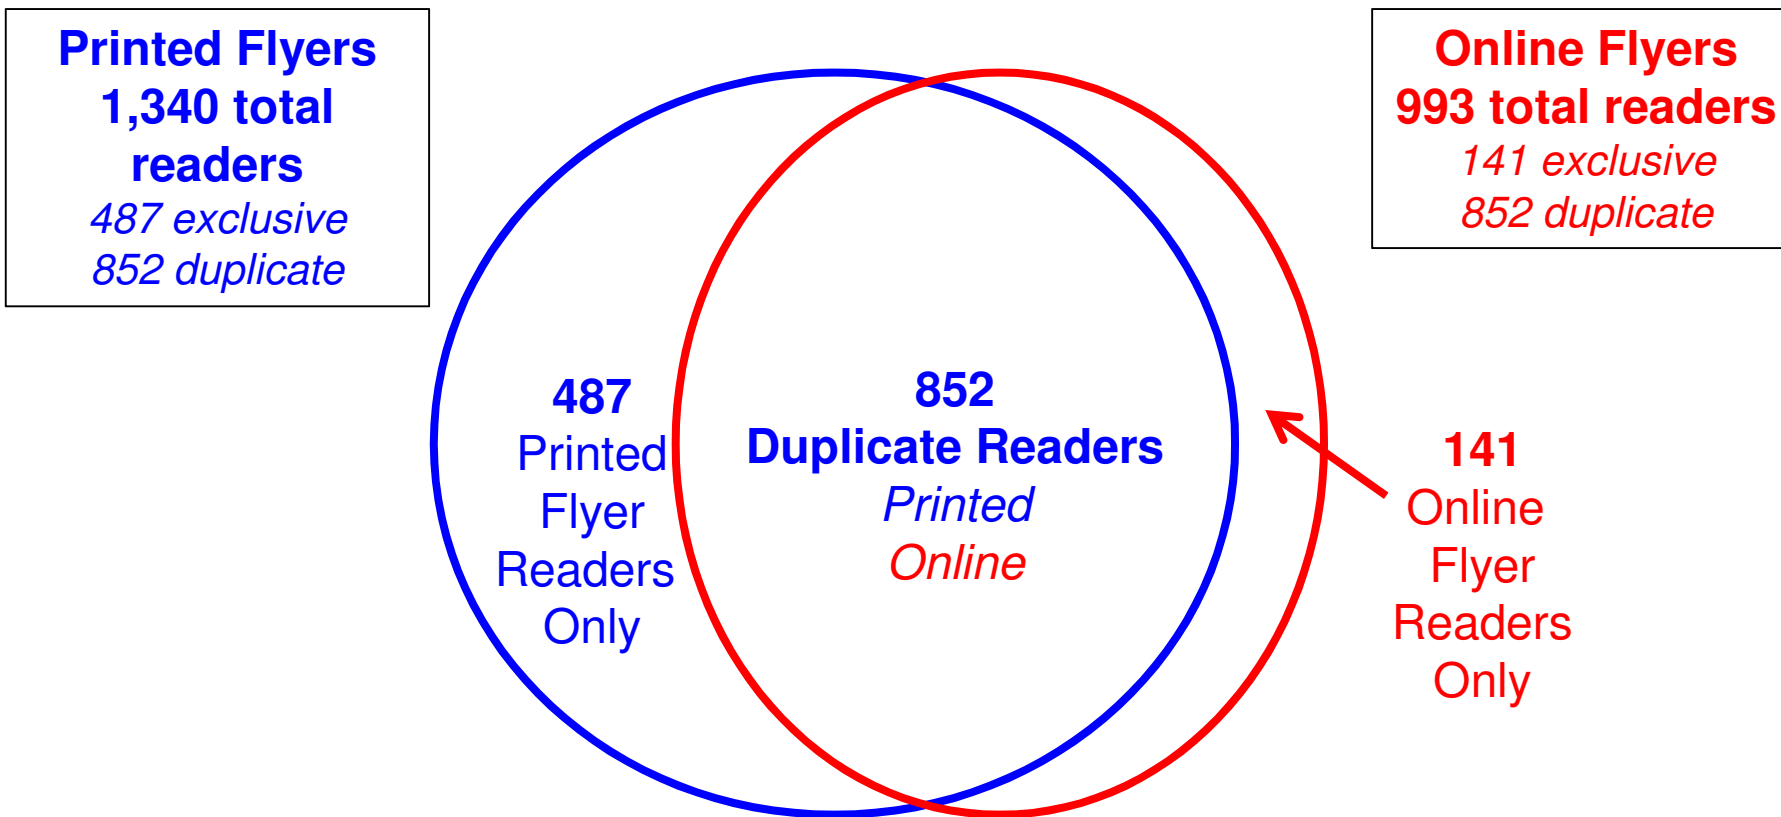 Printed Flyers
1,340 total
readers
487 exclusive
852 duplicate
Online Flyers
993 total readers
141 exclusive
852 duplicate
487
Printed
Flyer
Readers
Only
852
Duplicate Readers
Printed
Online
141
Online
Flyer
Readers
Only